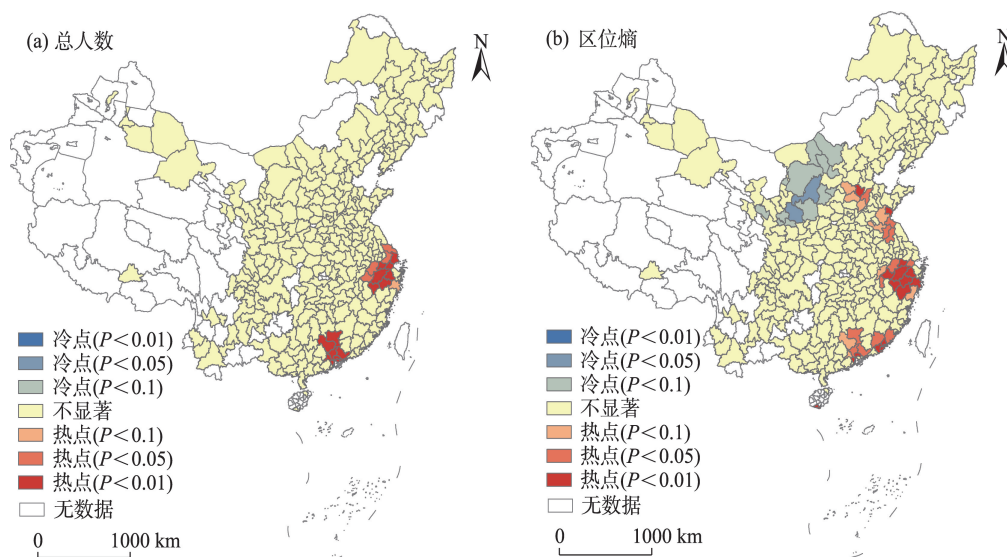 (a) 总人数
N
冷点(P<0.01)
冷点(P<0.05)
冷点(P<0.1)
不显著
热点(P<0.1)
热点(P<0.05)
热点(P<0.01)
无数据
0 1000 km
(b) 区位熵
N
冷点(P<0.01)
冷点(P<0.05)
冷点(P<0.1)
不显著
热点(P<0.1)
热点(P<0.05)
热点(P<0.01)
无数据
0 1000 km